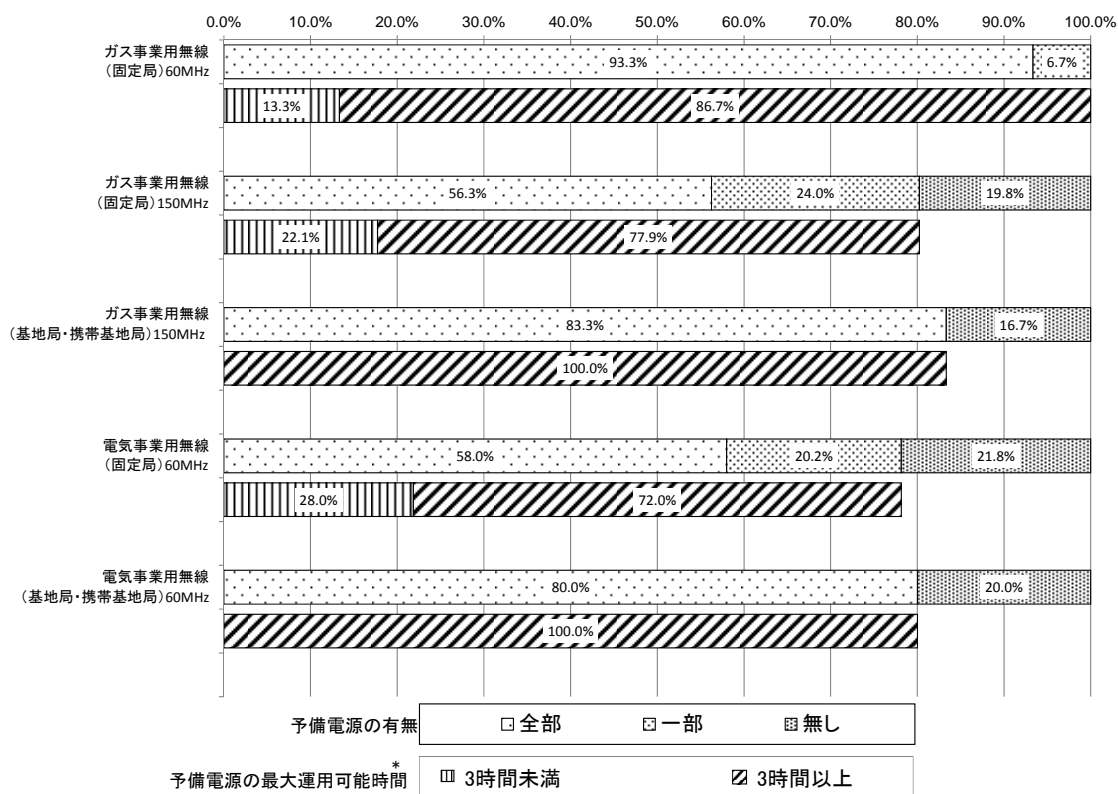 0.0% 10.0% 20.0% 30.0% 40.0% 50.0% 60.0% 70.0% 80.0% 90.0% 100.0%
ガス事業用無線
（固定局）60MHz
93.3% 6.7%
13.3% 86.7%
ガス事業用無線
（固定局）150MHz
56.3% 24.0% 19.8%
22.1% 77.9%
ガス事業用無線
（基地局・携帯基地局）150MHz
83.3% 16.7%
100.0%
電気事業用無線
（固定局）60MHz
58.0% 20.2% 21.8%
28.0% 72.0%
電気事業用無線
（基地局・携帯基地局）60MHz
80.0% 20.0%
100.0%
予備電源の有無 全部 一部 無し
予備電源の最大運用可能時間* 3時間未満 3時間以上